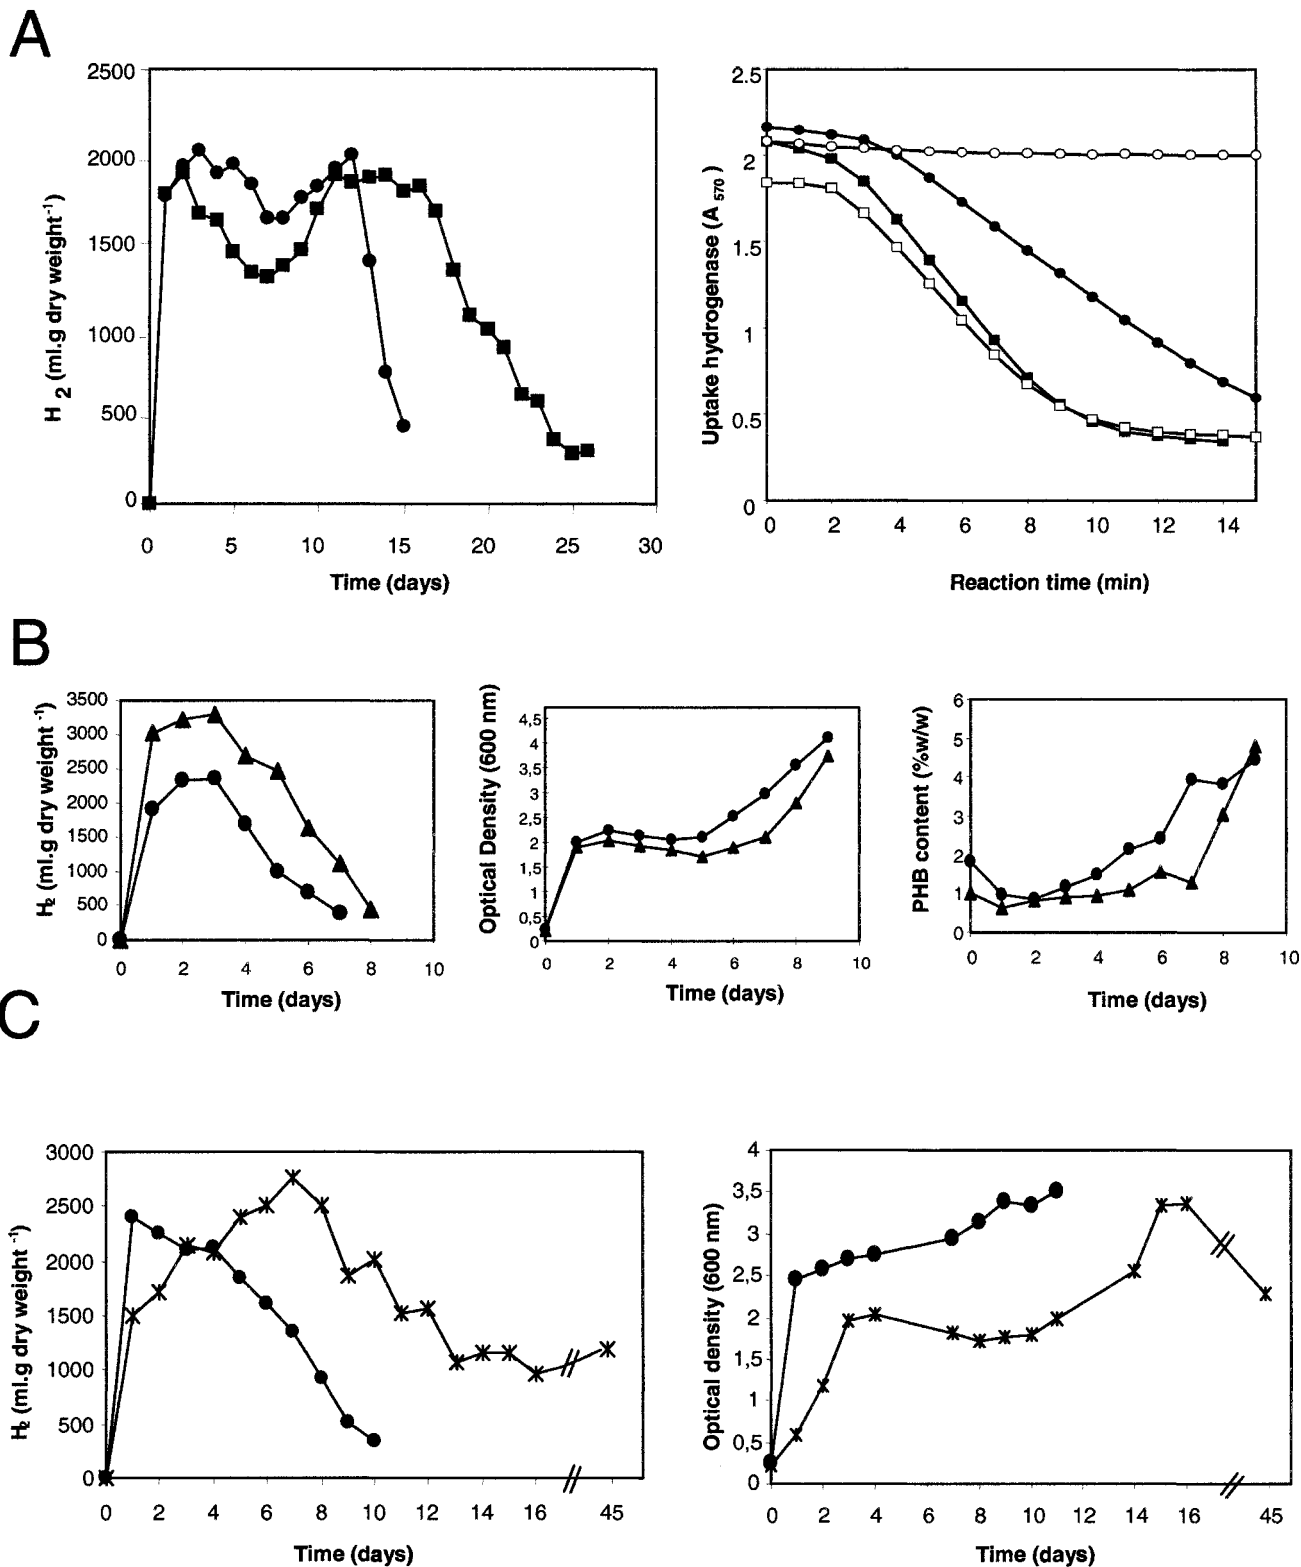 A
2500
2000
1500
1000
500
0
H 2 (ml.g dry weight-1)
0 5 10 15 20 25 30
Time (days)
2.5
2
1.5
1
0.5
0
Uptake hydrogenase (A 570)
0 2 4 6 8 10 12 14
Reaction time (min)
B
3500
3000
2500
2000
1500
1000
500
0
H2 (ml.g dry weight -1)
0 2 4 6 8 10
Time (days)
4,5
4
3,5
3
2,5
2
1,5
1
0,5
0
Optical Density (600 nm)
0 2 4 6 8 10
Time (days)
6
5
4
3
2
1
0
PHB content (%w/w)
0 2 4 6 8 10
Time (days)
C
3000
2500
2000
1500
1000
500
0
H2 (ml.g dry weight -1)
0 2 4 6 8 10 12 14 16 45
Time (days)
4
3,5
3
2,5
2
1,5
1
0,5
0
Optical density (600 nm)
0 2 4 6 8 10 12 14 16 45
Time (days)